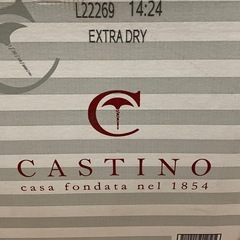 L22269 14:24
EXTRA DRY
CASTINO
casa fondata nel 1854